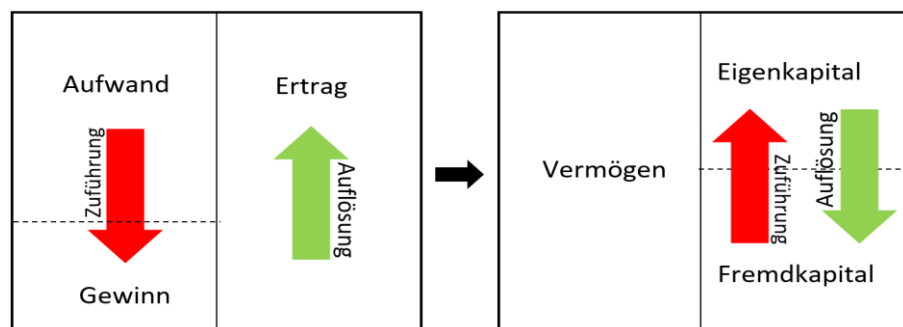 Aufwand
Zuführung
Gewinn
Ertrag
Auflösung
Vermögen
Eigenkapital
Zuführung
Auflösung
Fremdkapital